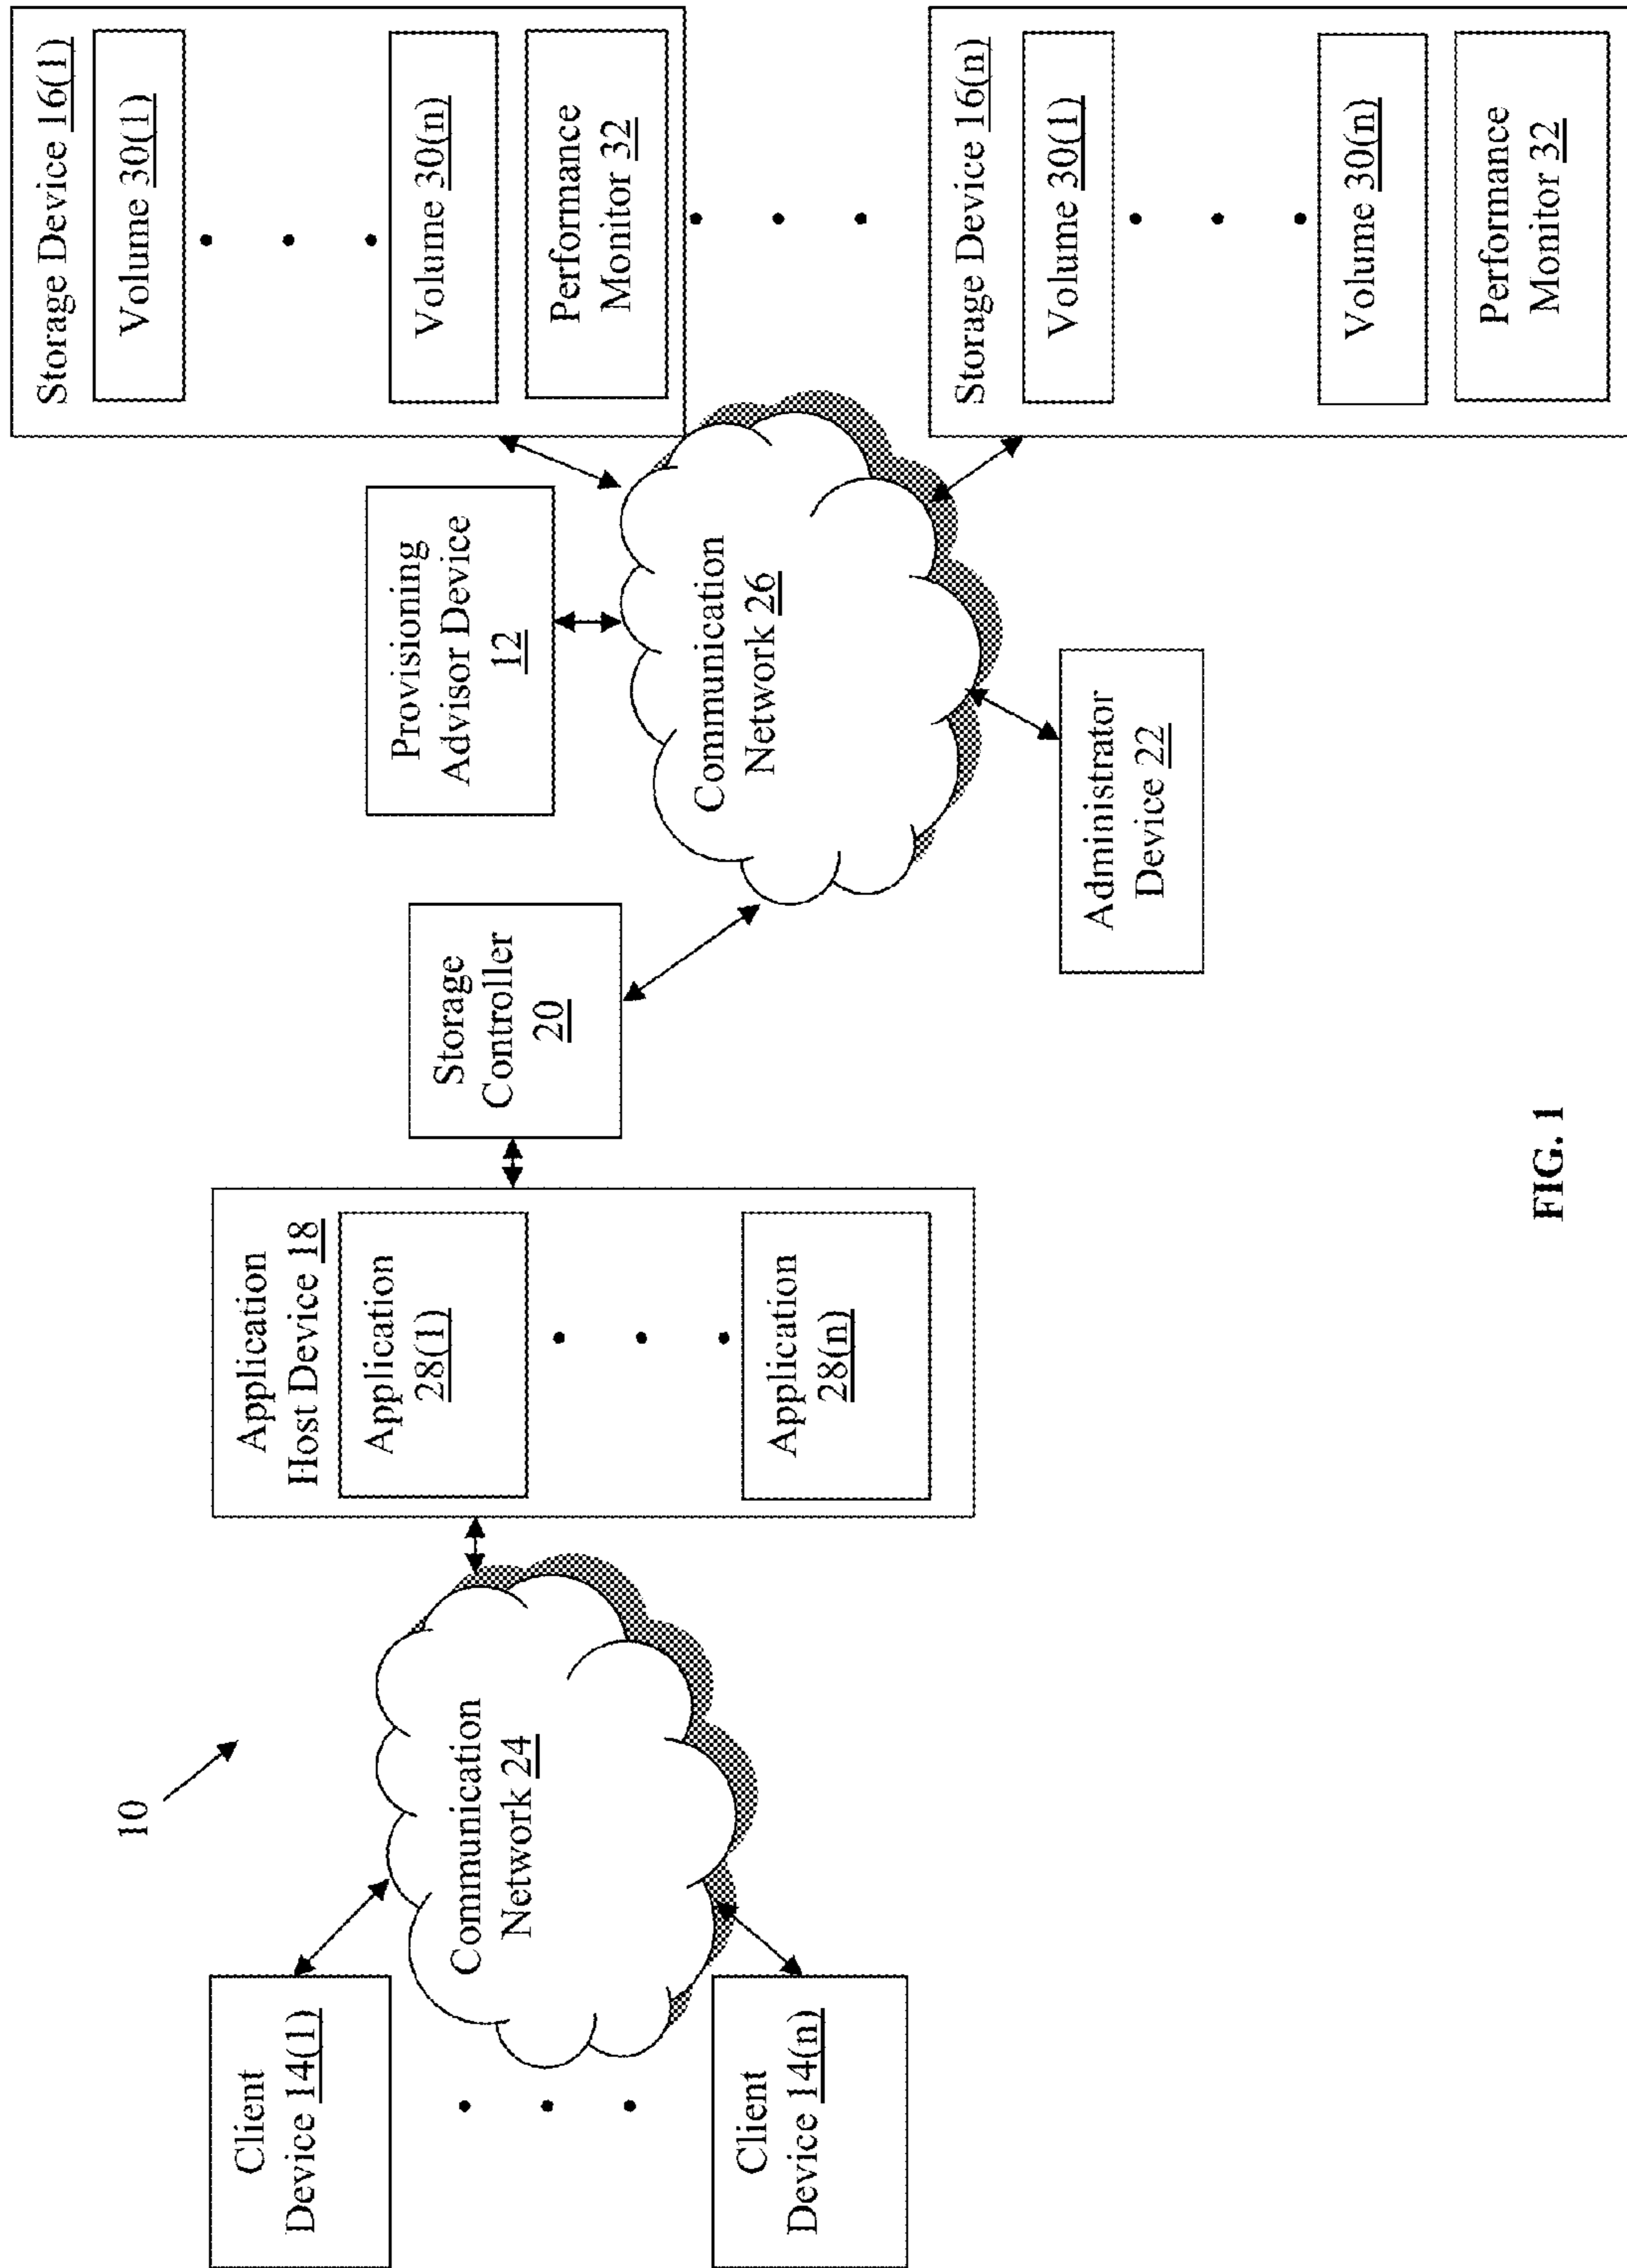 10
Client
Device 14(1)
Client
Device 14(n)
Communication
Network 24
Application
Host Device 18
Application
28(1)
Application
28(n)
Storage
Controller
20
Provisioning
Advisor Device
12
Communication
Network 26
Administrator
Device 22
Storage Device 16(1)
Volume 30(1)
Volume 30(n)
Performance
Monitor 32
Storage Device 16(n)
Volume 30(1)
Volume 30(n)
Performance
Monitor 32
FIG. 1